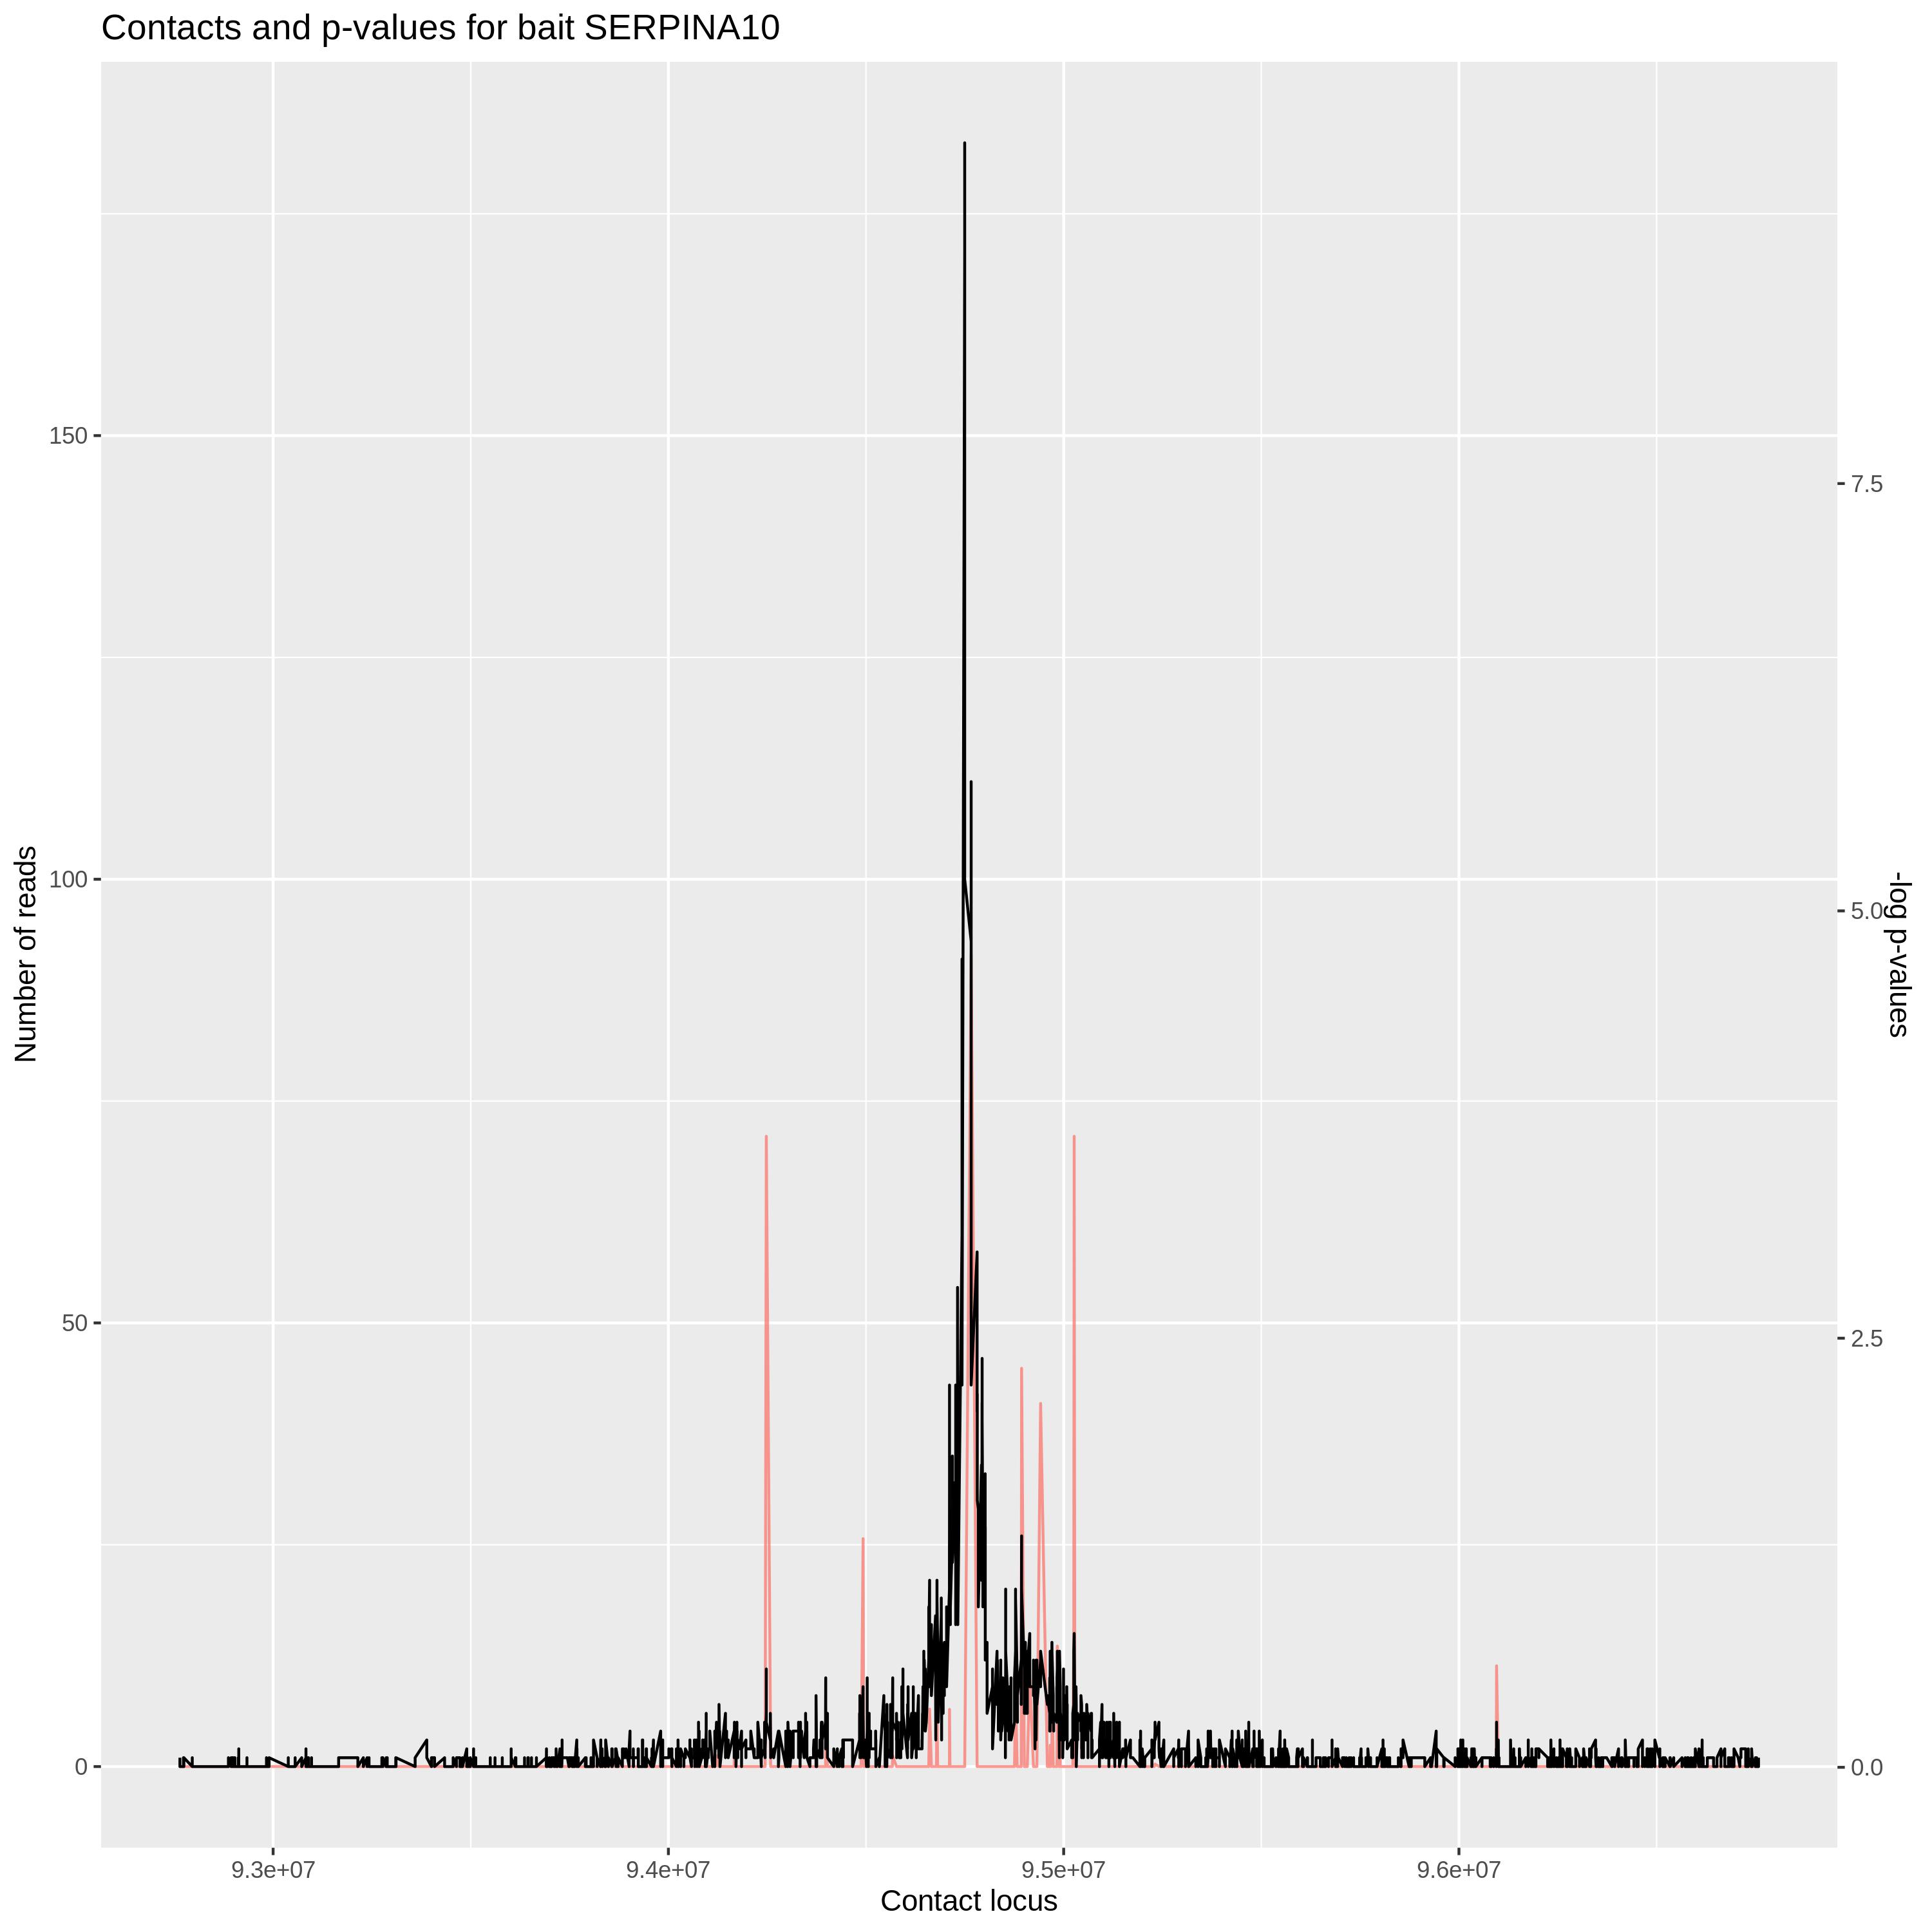 Contacts and p-values for bait SERPINA10
Number of reads
150
100
50
0
7.5
5.0
2.5
0.0
-log p-values
9.3e+07 9.4e+07 9.5e+07 9.6e+07
Contact locus